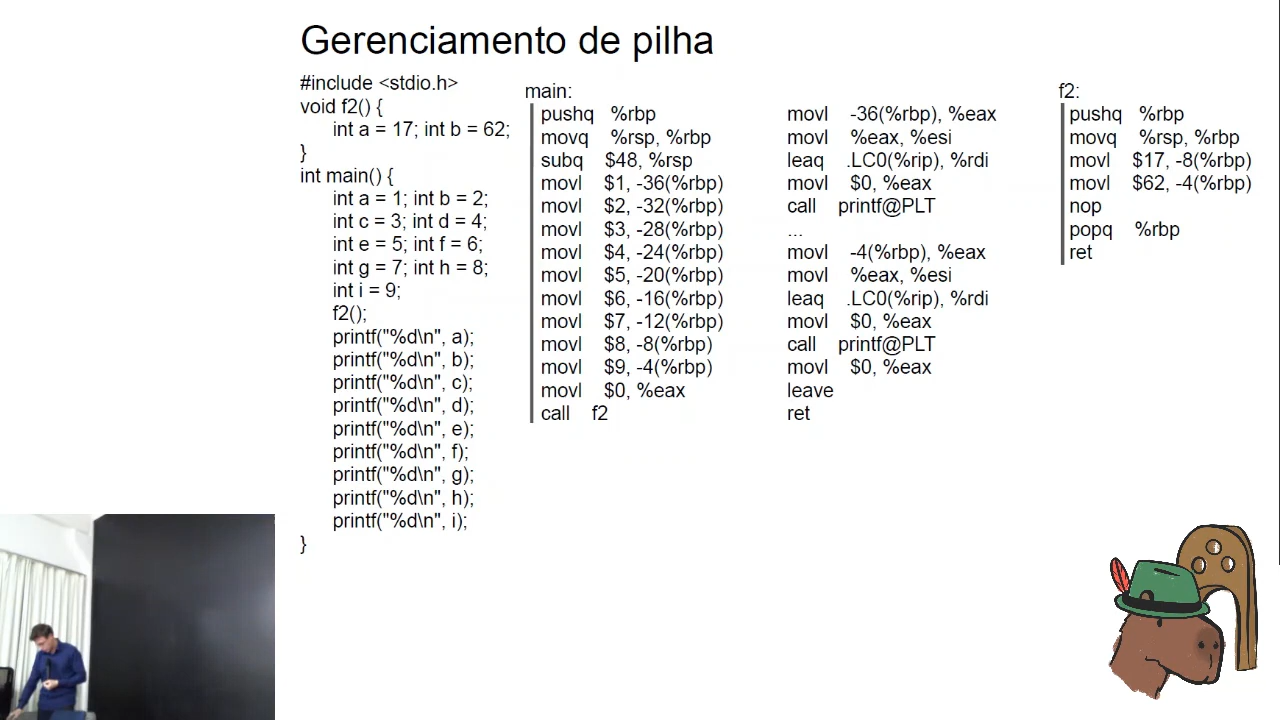 Gerenciamento de pilha
#include <stdio.h>
void f2() {
int a = 17; int b = 62;
}
int main() {
int a = 1; int b = 2;
int c = 3; int d = 4;
int e = 5; int f = 6;
int g = 7; int h = 8;
int i = 9;
f2();
printf("%d\n", a);
printf("%d\n", b);
printf("%d\n", c);
printf("%d\n", d);
printf("%d\n", e);
printf("%d\n", f);
printf("%d\n", g);
printf("%d\n", h);
printf("%d\n", i);
}
main:
pushq %rbp
movq %rsp, %rbp
subq $48, %rsp
movl $1, -36(%rbp)
movl $2, -32(%rbp)
movl $3, -28(%rbp)
movl $4, -24(%rbp)
movl $5, -20(%rbp)
movl $6, -16(%rbp)
movl $7, -12(%rbp)
movl $8, -8(%rbp)
movl $9, -4(%rbp)
movl $0, %eax
call f2
movl -36(%rbp), %eax
movl %eax, %esi
leaq .LC0(%rip), %rdi
movl $0, %eax
call printf@PLT
...
movl -4(%rbp), %eax
movl %eax, %esi
leaq .LC0(%rip), %rdi
movl $0, %eax
call printf@PLT
movl $0, %eax
leave
ret
f2:
pushq %rbp
movq %rsp, %rbp
movl $17, -8(%rbp)
movl $62, -4(%rbp)
nop
popq %rbp
ret